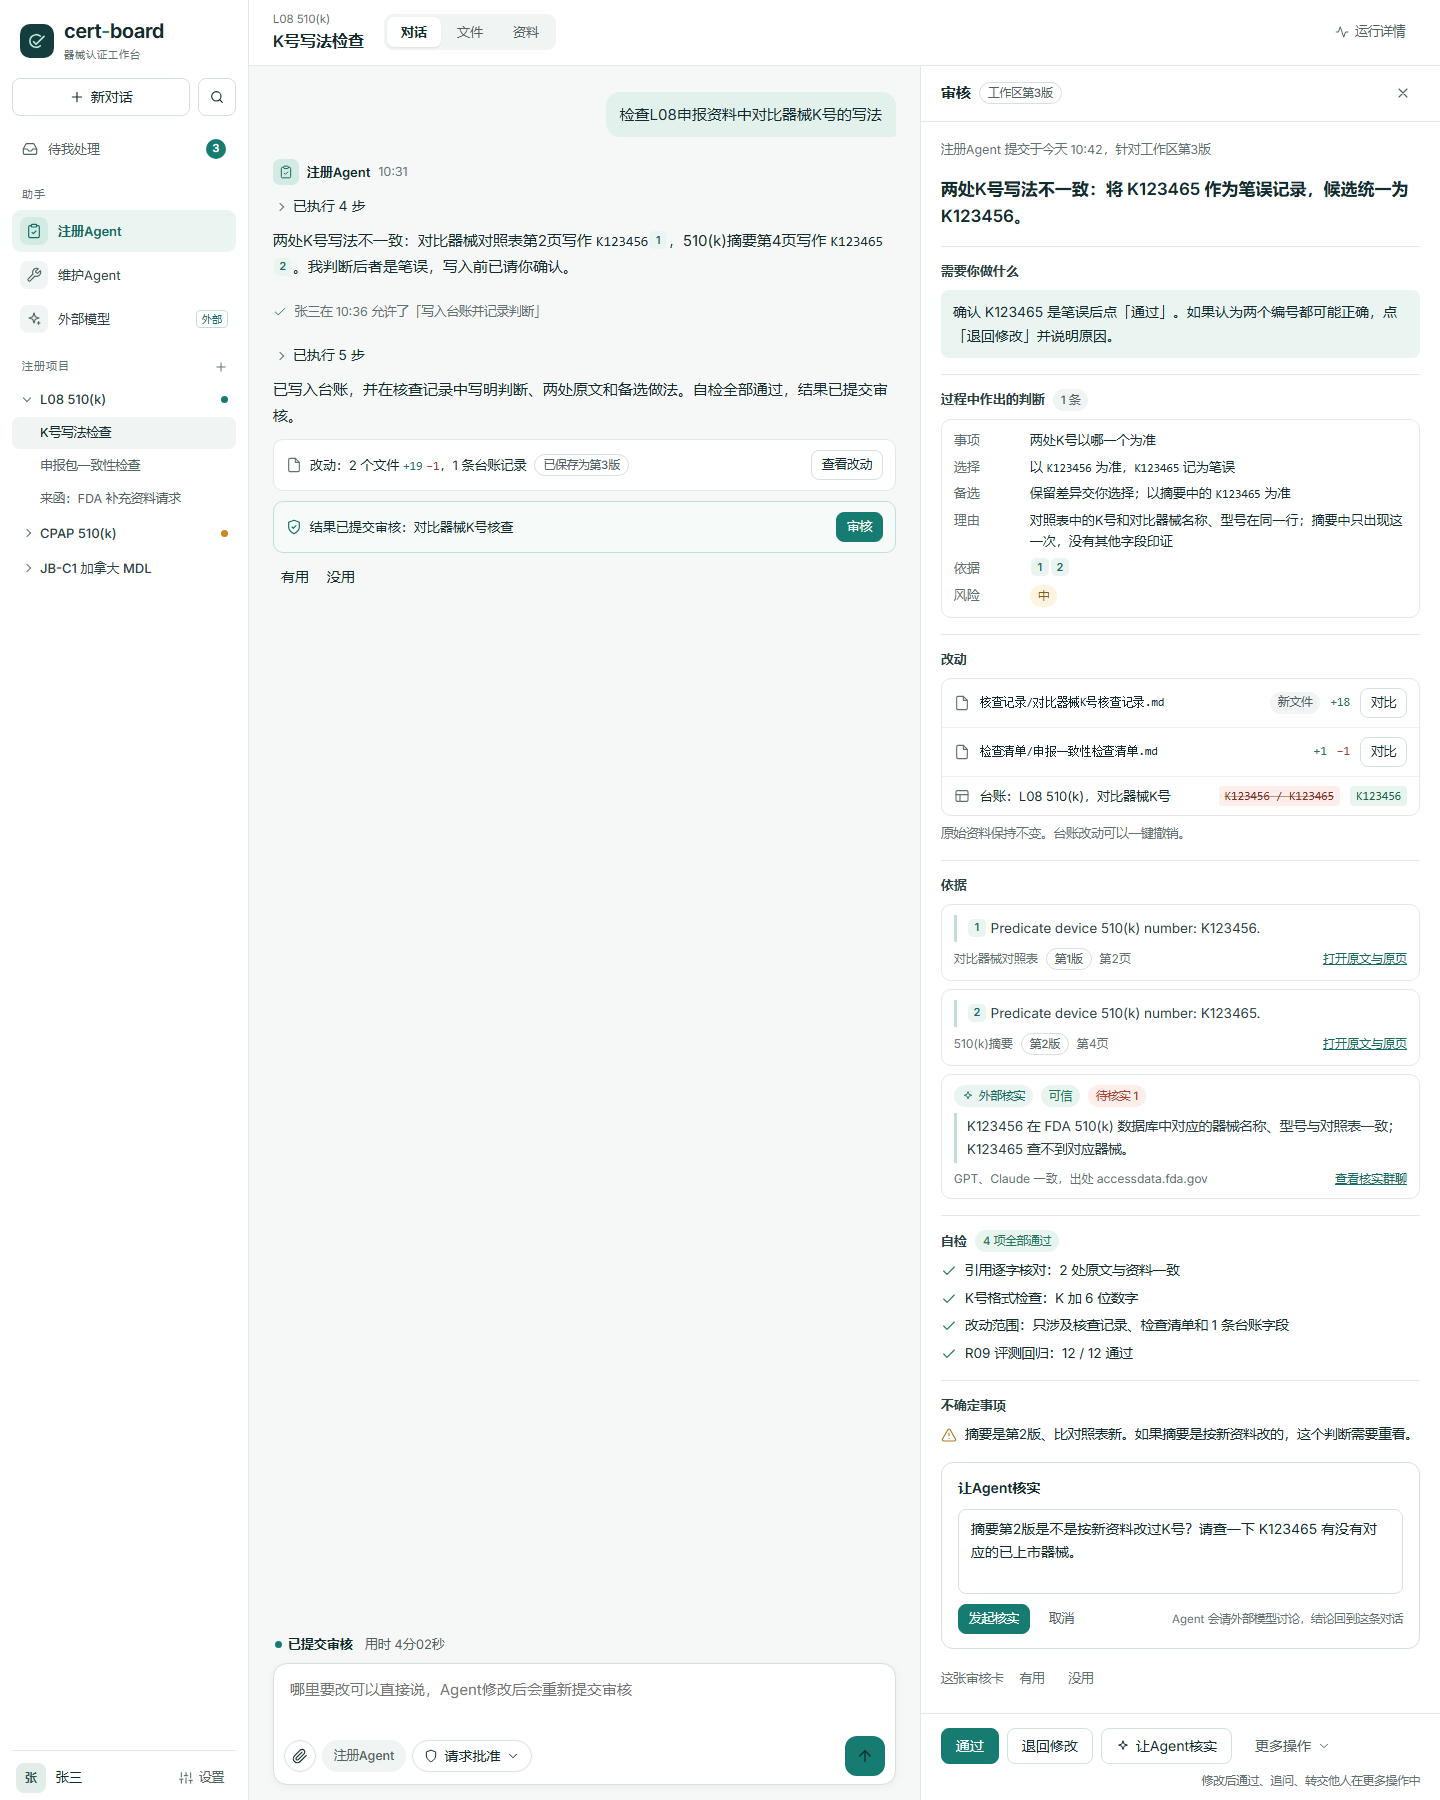 cert-board
器械认证工作台
新对话
待我处理
3
助手
注册Agent
维护Agent
外部模型
外部
注册项目
L08 510(k)
K号写法检查
申报包一致性检查
来函：FDA 补充资料请求
CPAP 510(k)
JB-C1 加拿大 MDL
张
张三
设置
L08 510(k)
K号写法检查
对话
文件
资料
运行详情
检查L08申报资料中对比器械K号的写法
注册Agent 10:31
已执行 4 步
两处K号写法不一致：对比器械对照表第2页写作 K123456 1 ，510(k)摘要第4页写作 K123465
2 。我判断后者是笔误，写入前已请你确认。
张三在 10:36 允许了「写入台账并记录判断」
已执行 5 步
已写入台账，并在核查记录中写明判断、两处原文和备选做法。自检全部通过，结果已提交审
核。
改动：2 个文件 +19 −1，1 条台账记录
已保存为第3版
查看改动
结果已提交审核：对比器械K号核查
审核
有用
没用
已提交审核
用时 4分02秒
哪里要改可以直接说，Agent修改后会重新提交审核
注册Agent
请求批准
审核
工作区第3版
注册Agent 提交于今天 10:42，针对工作区第3版
两处K号写法不一致：将 K123465 作为笔误记录，候选统一为
K123456。
需要你做什么
确认 K123465 是笔误后点「通过」。如果认为两个编号都可能正确，点
「退回修改」并说明原因。
过程中作出的判断
1 条
事项 两处K号以哪一个为准
选择 以 K123456 为准，K123465 记为笔误
备选 保留差异交你选择；以摘要中的 K123465 为准
理由 对照表中的K号和对比器械名称、型号在同一行；摘要中只出现这
一次，没有其他字段印证
依据 1 2
风险 中
改动
核查记录/对比器械K号核查记录.md
新文件
+18
对比
检查清单/申报一致性检查清单.md
+1 −1
对比
台账：L08 510(k)，对比器械K号
K123456 / K123465
K123456
原始资料保持不变。台账改动可以一键撤销。
依据
1 Predicate device 510(k) number: K123456.
对比器械对照表 第1版 第2页
打开原文与原页
2 Predicate device 510(k) number: K123465.
510(k)摘要 第2版 第4页
打开原文与原页
外部核实
可信
待核实 1
K123456 在 FDA 510(k) 数据库中对应的器械名称、型号与对照表一致；
K123465 查不到对应器械。
GPT、Claude 一致，出处 accessdata.fda.gov
查看核实群聊
自检
4 项全部通过
引用逐字核对：2 处原文与资料一致
K号格式检查：K 加 6 位数字
改动范围：只涉及核查记录、检查清单和 1 条台账字段
R09 评测回归：12 / 12 通过
不确定事项
摘要是第2版、比对照表新。如果摘要是按新资料改的，这个判断需要重看。
让Agent核实
摘要第2版是不是按新资料改过K号？请查一下 K123465 有没有对
应的已上市器械。
发起核实
取消
Agent 会请外部模型讨论，结论回到这条对话
这张审核卡
有用
没用
通过
退回修改
让Agent核实
更多操作
修改后通过、追问、转交他人在更多操作中